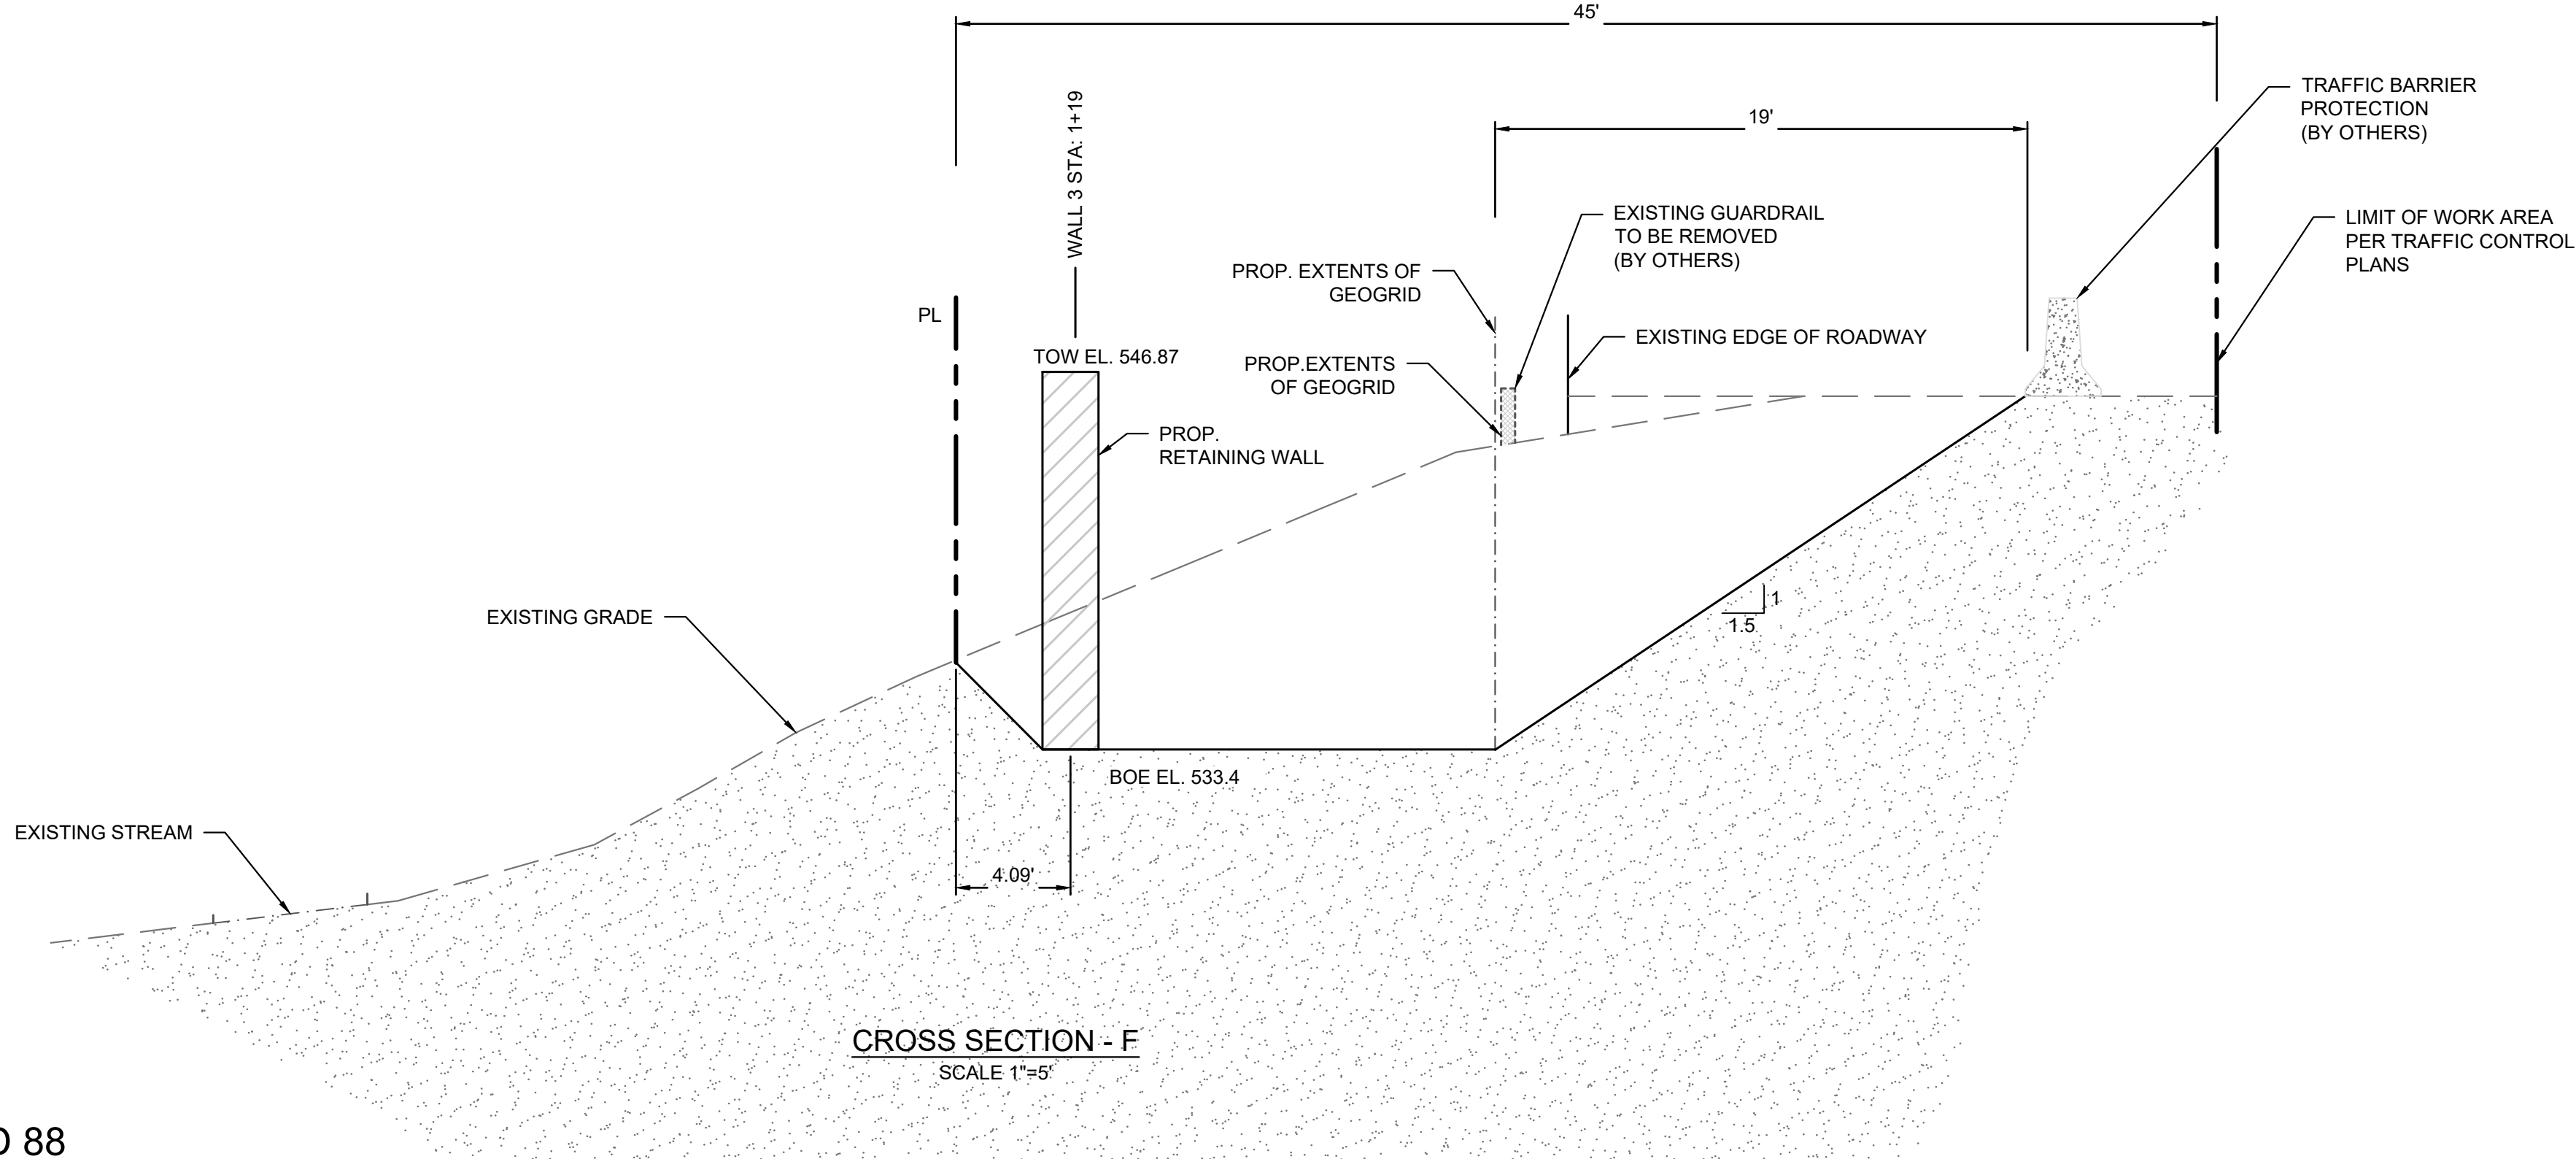 45'
TRAFFIC BARRIER
PROTECTION
(BY OTHERS)
19'
WALL 3 STA: 1+19
EXISTING GUARDRAIL
TO BE REMOVED
(BY OTHERS)
LIMIT OF WORK AREA
PER TRAFFIC CONTROL
PLANS
PROP. EXTENTS OF
GEOGRID
PL
EXISTING EDGE OF ROADWAY
TOW EL. 546.87
PROP.EXTENTS
OF GEOGRID
PROP.
RETAINING WALL
EXISTING GRADE
1
1.5
BOE EL. 533.4
EXISTING STREAM
4.09'
CROSS SECTION - F
SCALE 1"=5'
88